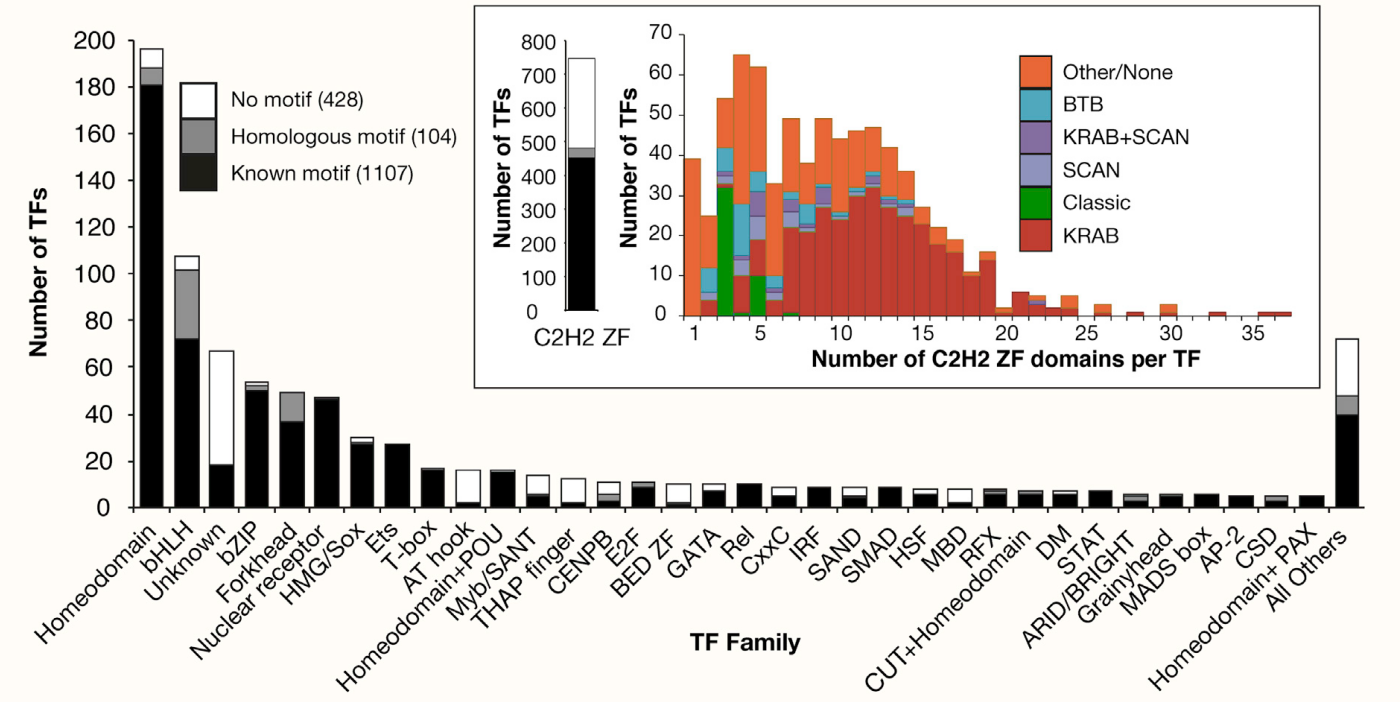 200
180
160
140
120
100
80
60
40
20
0
Number of TFs
No motif (428)
Homologous motif (104)
Known motif (1107)
800
700
600
500
400
300
200
100
0
Number of TFs
C2H2 ZF
70
60
50
40
30
20
10
0
Number of TFs
1 5 10 15 20 25 30 35
Number of C2H2 ZF domains per TF
Other/None
BTB
KRAB+SCAN
SCAN
Classic
KRAB
Homeodomain
bHLH
Unknown
bZIP
Forkhead
Nuclear receptor
HMG/Sox
Ets
T-box
AT hook
Homeodomain+POU
Myb/SANT
THAP finger
CENPB
E2F
BED ZF
GATA
Rel
CxxC
IRF
SAND
SMAD
HSF
MBD
RFX
CUT+Homeodomain
DM
STAT
ARID/BRIGHT
Grainyhead
MADS box
AP-2
CSD
Homeodomain+ PAX
All Others
TF Family